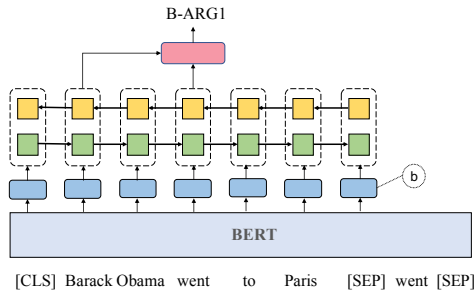 B-ARG1
b
BERT
[CLS] Barack Obama went to Paris [SEP] went [SEP]